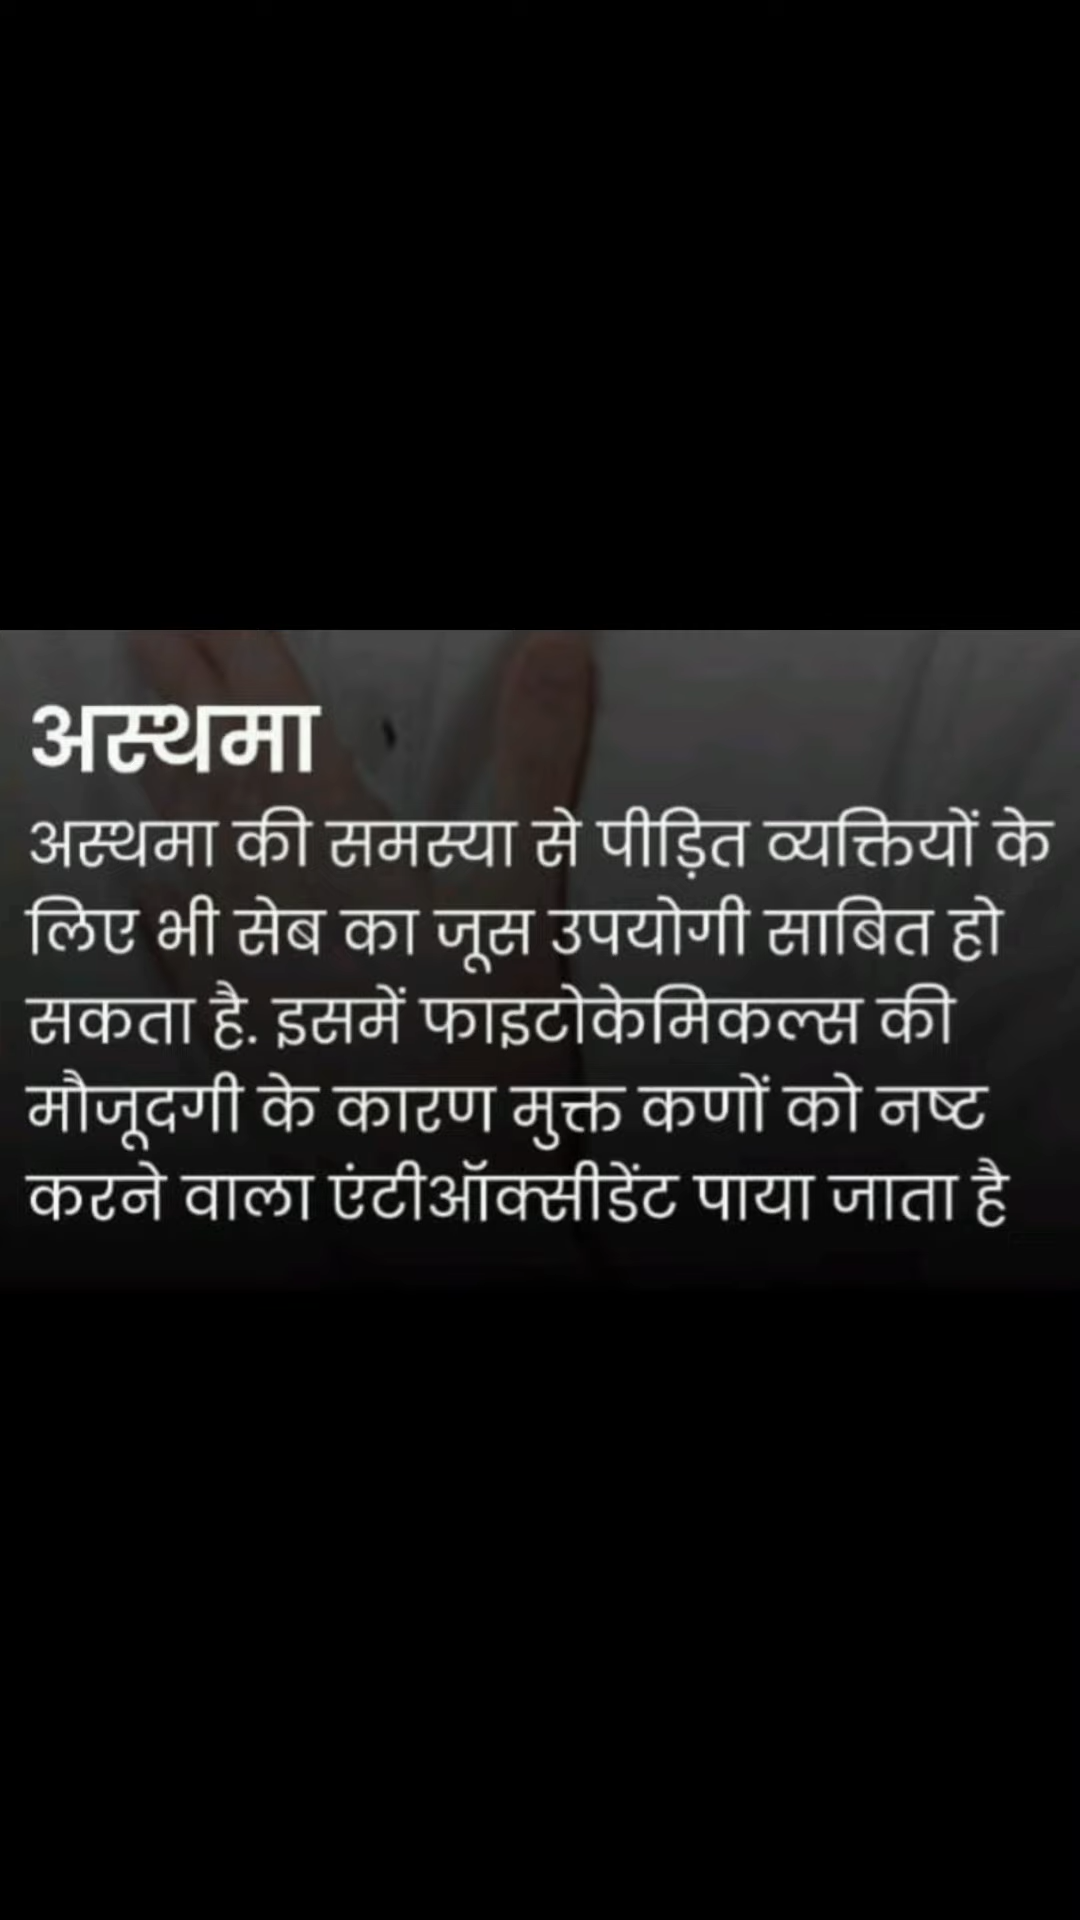 अस्थमा
अस्थमा की समस्या से पीड़ित व्यक्तियों के
लिए भी सेब का जूस उपयोगी साबित हो
सकता है. इसमें फाइटोकेमिकल्स की
मौजूदगी के कारण मुक्त कणों को नष्ट
करने वाला एंटीऑक्सीडेंट पाया जाता है